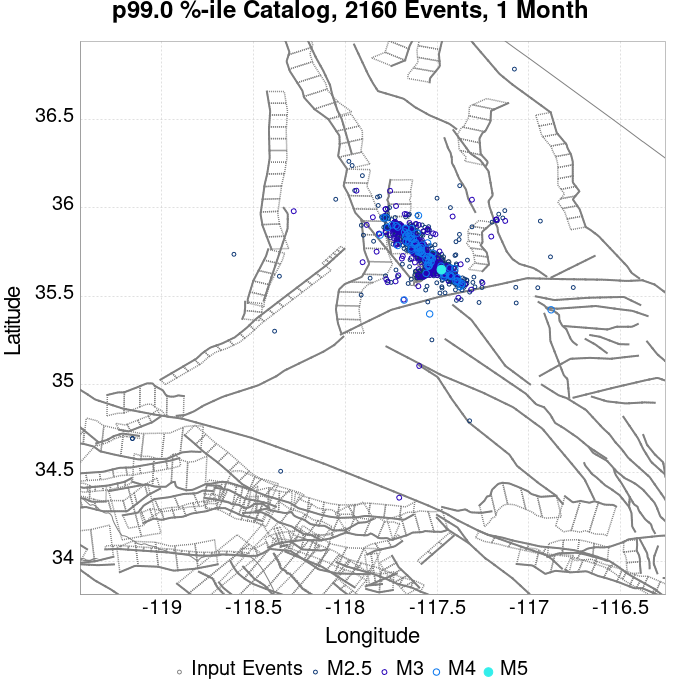 p99.0 %-ile Catalog, 2160 Events, 1 Month
36.5
36
35.5
35
34.5
34
Latitude
-119
-118.5
-118
-117.5
-117
-116.5
Longitude
Input Events
M2.5
M3
M4
M5